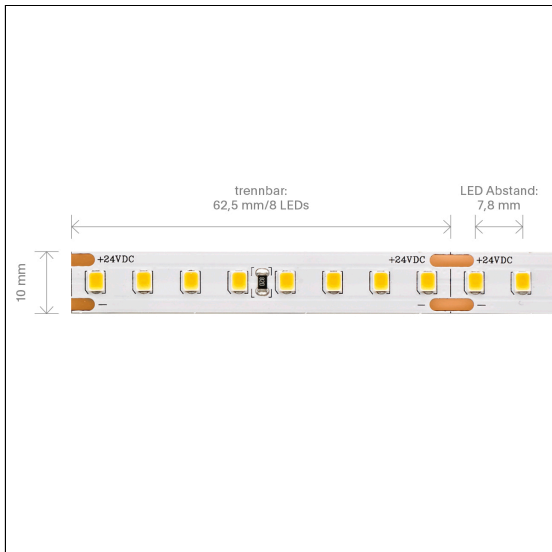 trennbar:
62,5 mm/8 LEDs
LED Abstand:
7,8 mm
10 mm
+24VDC
+24VDC
+24VDC
–
–
–